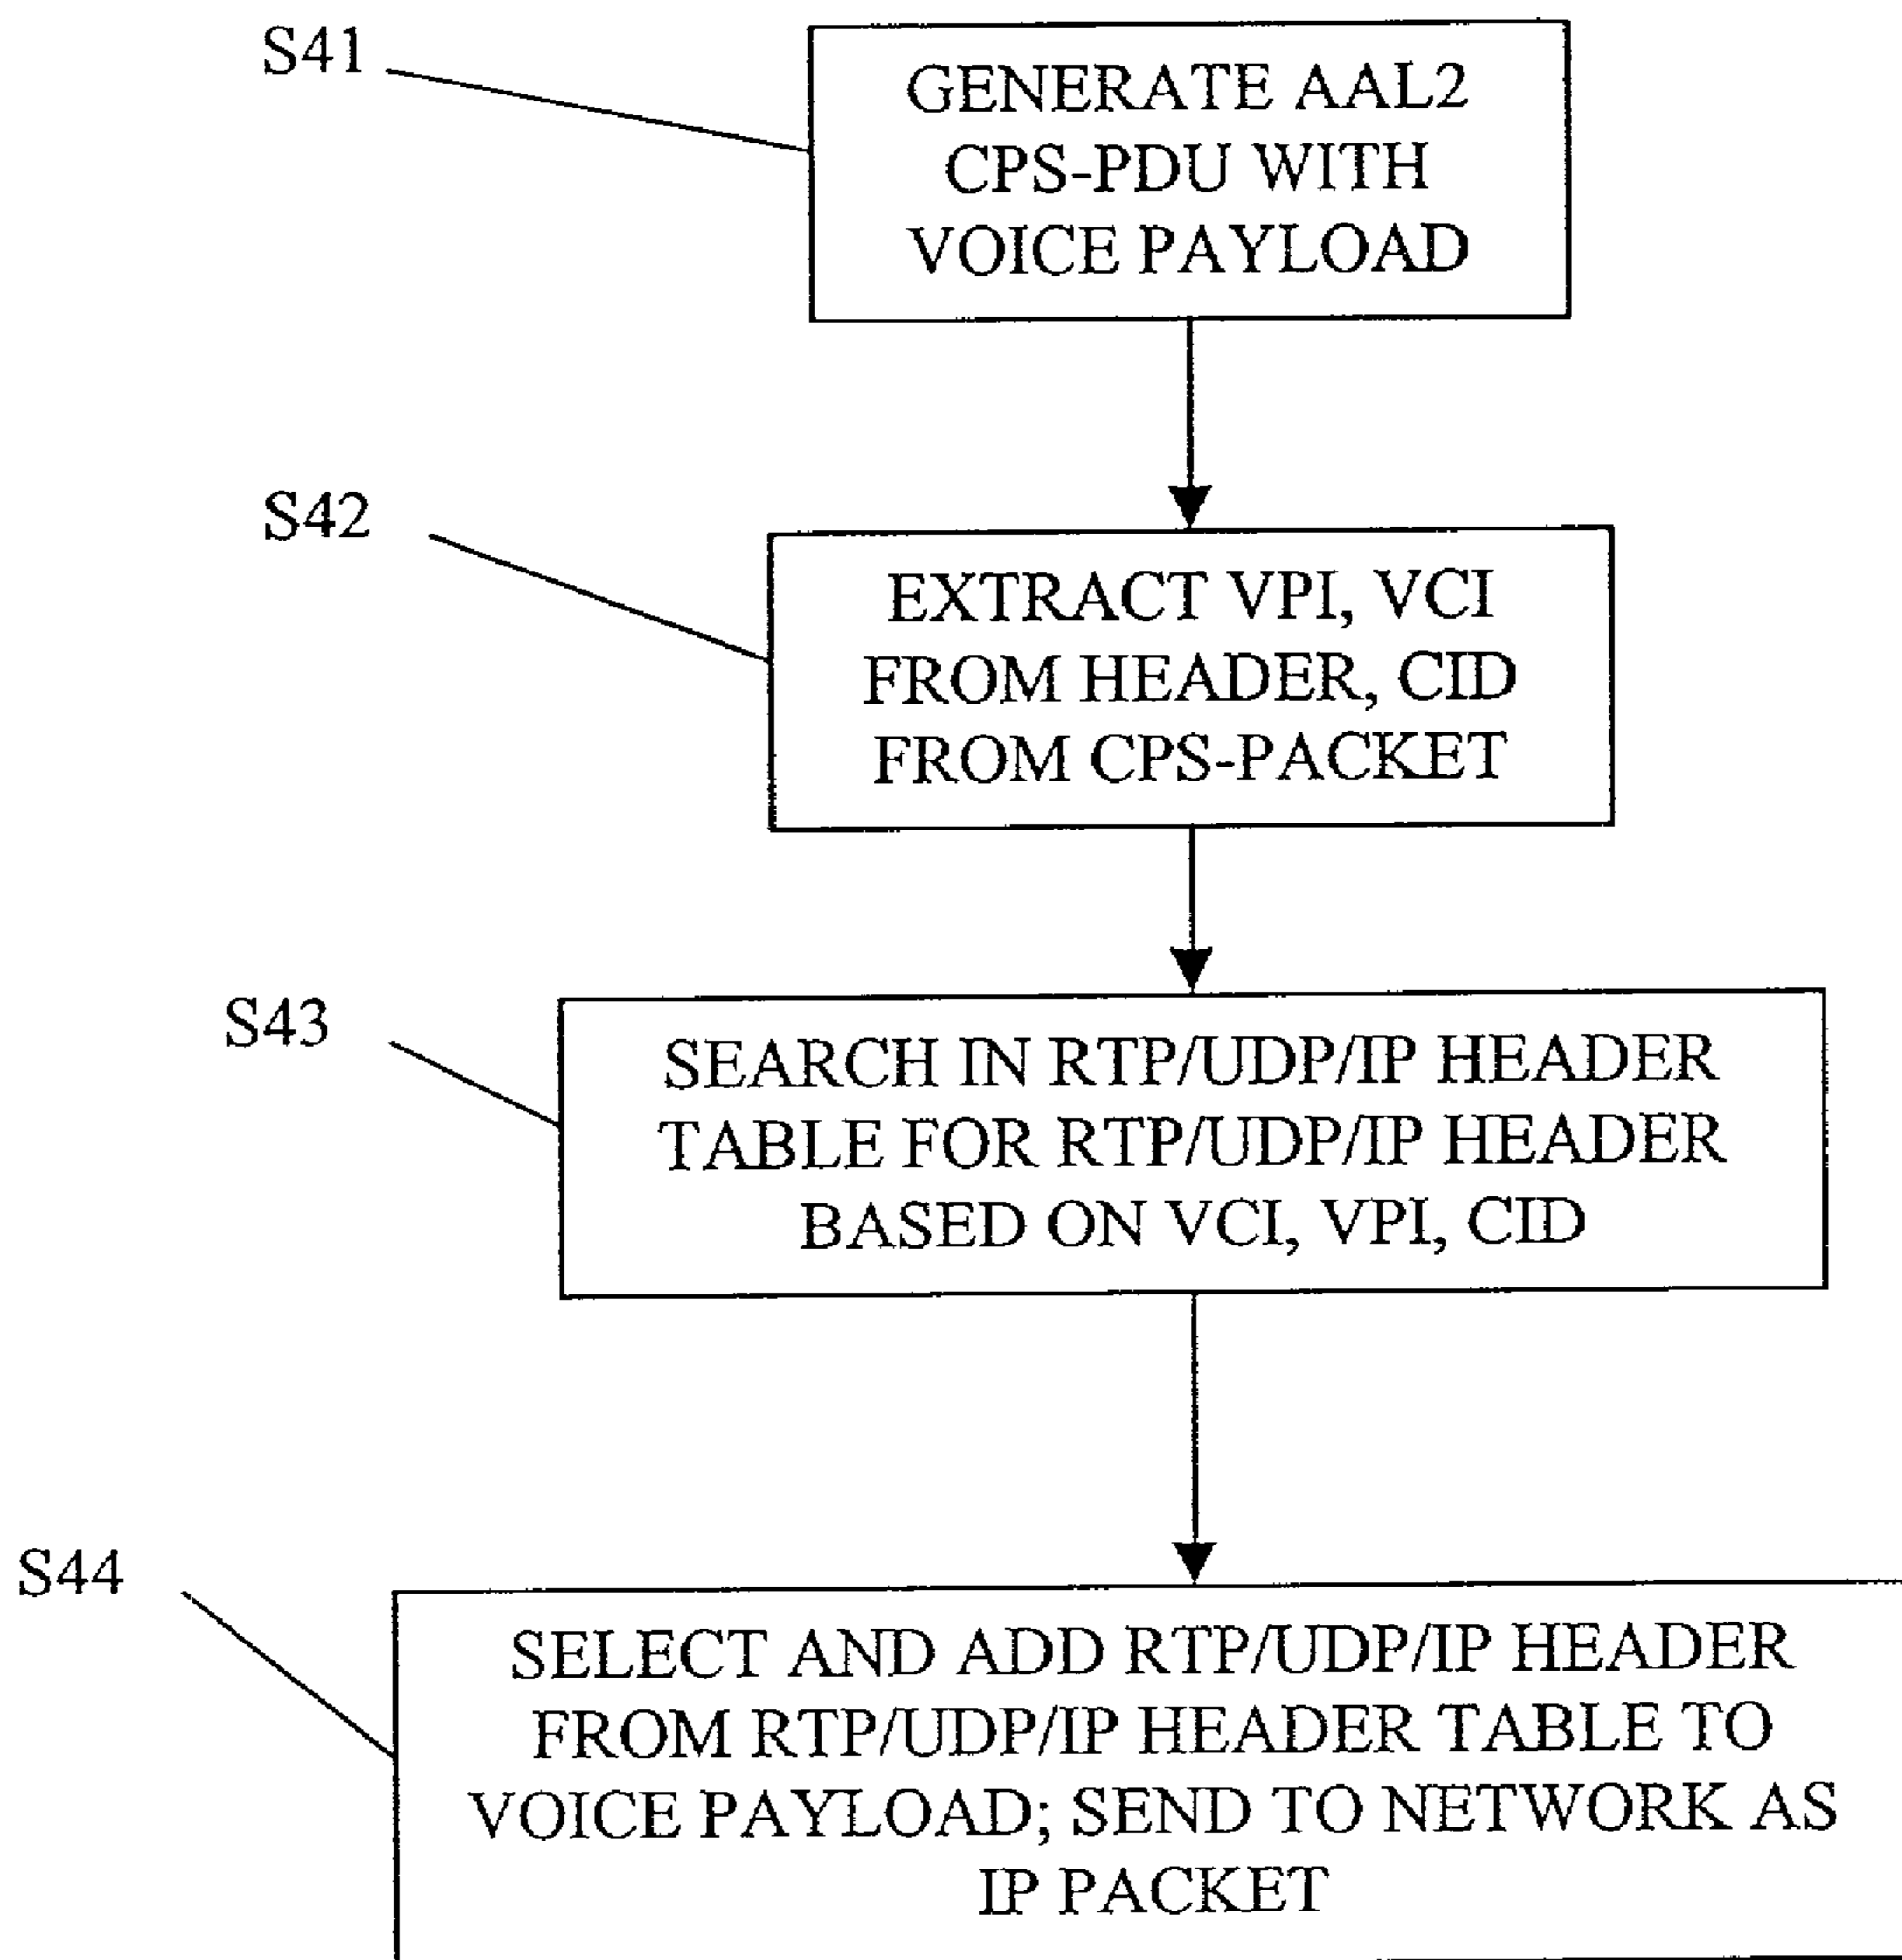 S41
GENERATE AAL2
CPS-PDU WITH
VOICE PAYLOAD
S42
EXTRACT VPI, VCI
FROM HEADER, CID
FROM CPS-PACKET
S43
SEARCH IN RTP/UDP/IP HEADER
TABLE FOR RTP/UDP/IP HEADER
BASED ON VCI, VPI, CID
S44
SELECT AND ADD RTP/UDP/IP HEADER
FROM RTP/UDP/IP HEADER TABLE TO
VOICE PAYLOAD; SEND TO NETWORK AS
IP PACKET